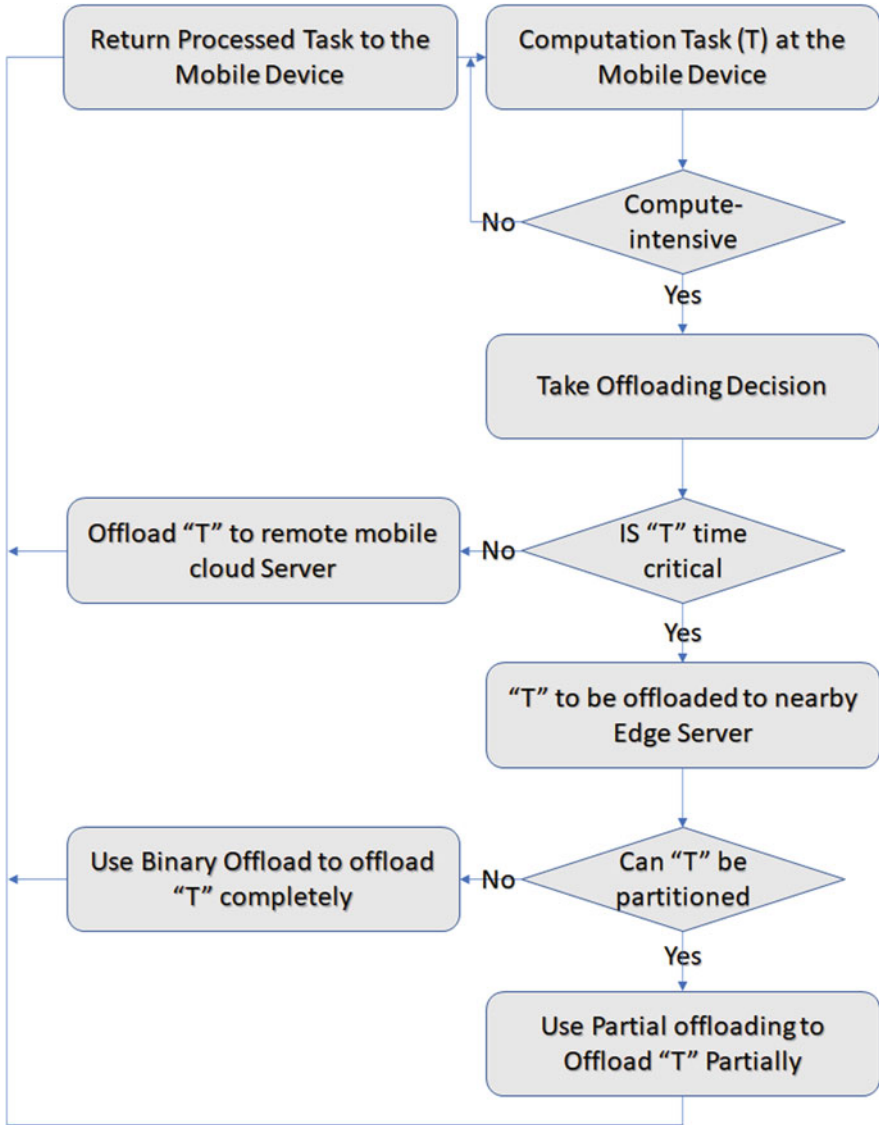 Return Processed Task to the
Mobile Device
Computation Task (T) at the
Mobile Device
No
Compute-
intensive
Yes
Take Offloading Decision
Offload “T” to remote mobile
cloud Server
No
IS “T” time
critical
Yes
“T” to be offloaded to nearby
Edge Server
Use Binary Offload to offload
“T” completely
No
Can “T” be
partitioned
Yes
Use Partial offloading to
Offload “T” Partially